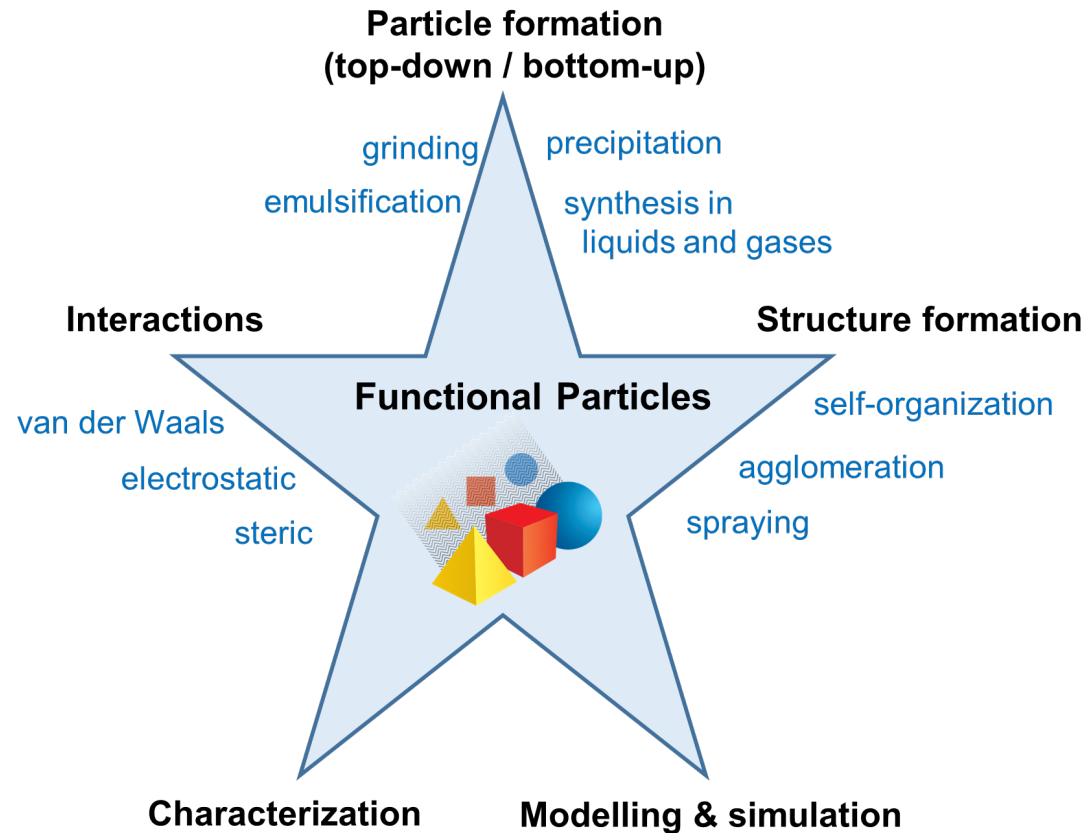 Particle formation
(top-down / bottom-up)
grinding
precipitation
emulsification
synthesis in
liquids and gases
Interactions
Structure formation
Functional Particles
van der Waals
self-organization
electrostatic
agglomeration
steric
spraying
Characterization
Modelling & simulation